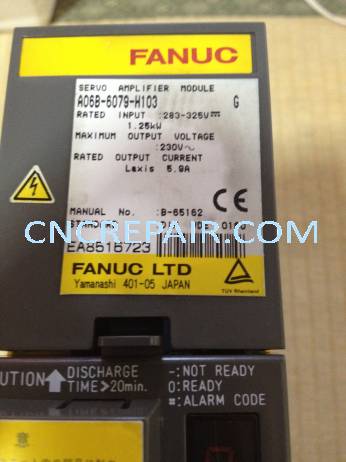 FANUC
SERVO AMPLIFIER MODULE
A06B-6079-H103 G
RATED INPUT :283-325V
1.25kW
MAXIMUM OUTPUT VOLTAGE
:230V~
RATED OUTPUT CURRENT
L axis 5.9A
CE
MANUAL No. :B-65162
CNCREPAIR.COM
EA8516723
FANUC LTD
Yamanashi 401-05 JAPAN
TÜV Rheinland
DISCHARGE
TIME>20min.
-:NOT READY
0:READY
#:ALARM CODE